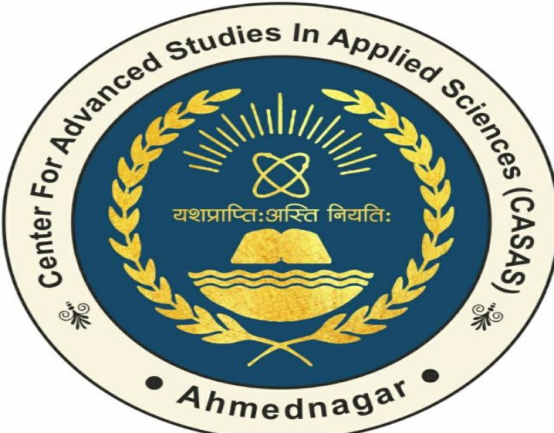 Center For Advanced Studies In Applied Sciences (CASAS)
यशप्राप्ति:अस्ति नियति:
• Ahmednagar •